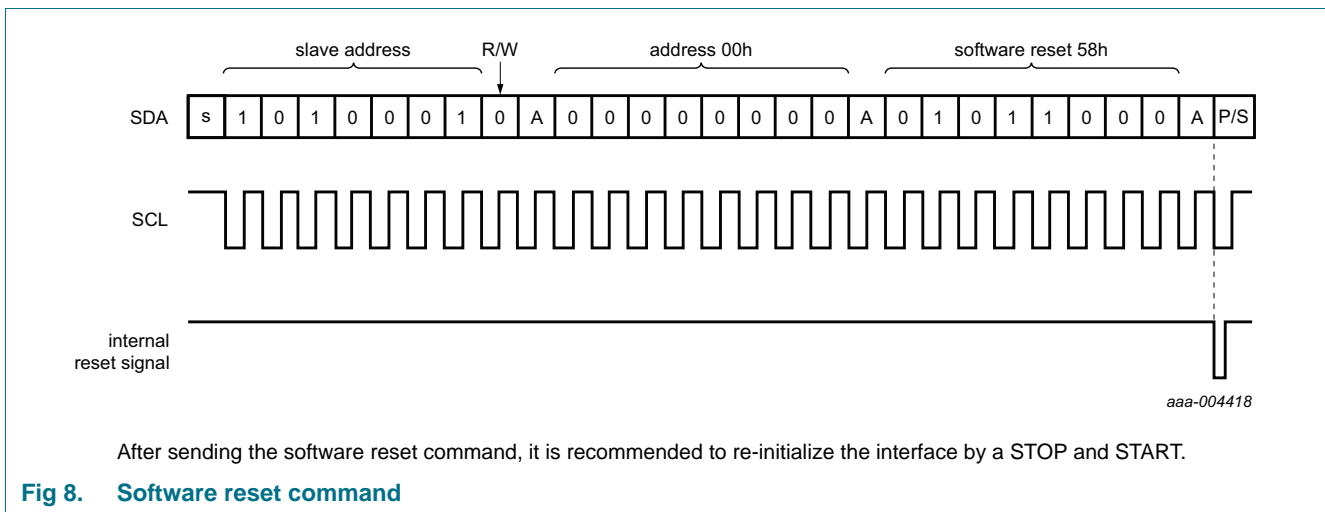 slave address R/W address 00h software reset 58h
SDA s 1 0 1 0 0 0 1 0 A 0 0 0 0 0 0 0 0 A 0 1 0 1 1 0 0 0 A P/S
SCL
internal
reset signal
aaa-004418
After sending the software reset command, it is recommended to re-initialize the interface by a STOP and START.
Fig 8. Software reset command